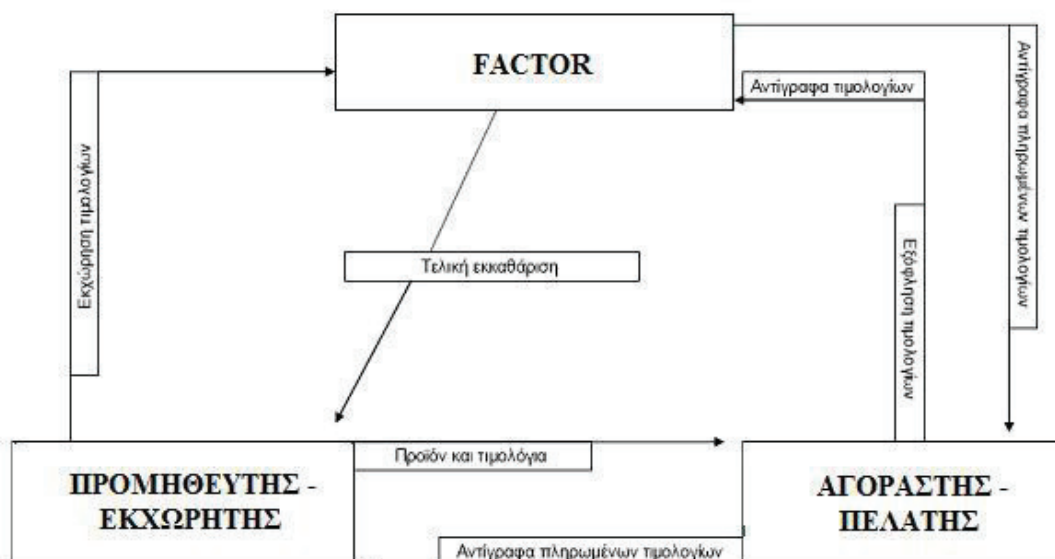 FACTOR
Αντίγραφα τιμολογίων
Αντίγραφα πληρωμένων τιμολογίων
Εκχώρηση τιμολογίων
Τελική εκκαθάριση
Εξόφληση τιμολογίων
Προϊόν και τιμολόγια
ΠΡΟΜΗΘΕΥΤΗΣ -
ΕΚΧΩΡΗΤΗΣ
ΑΓΟΡΑΣΤΗΣ -
ΠΕΛΑΤΗΣ
Αντίγραφα πληρωμένων τιμολογίων